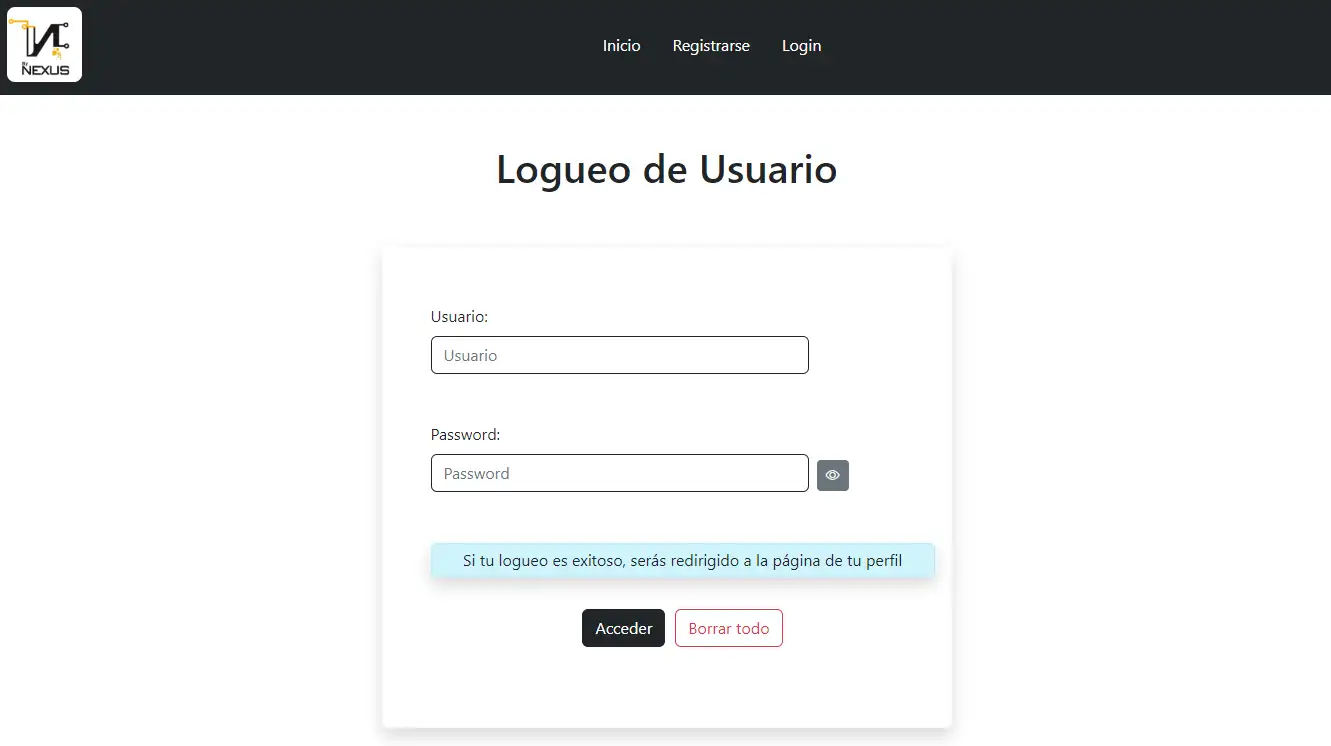 By
NEXUS
Inicio Registrarse Login
Logueo de Usuario
Usuario:
Usuario
Password:
Password
Si tu logueo es exitoso, serás redirigido a la página de tu perfil
Acceder Borrar todo